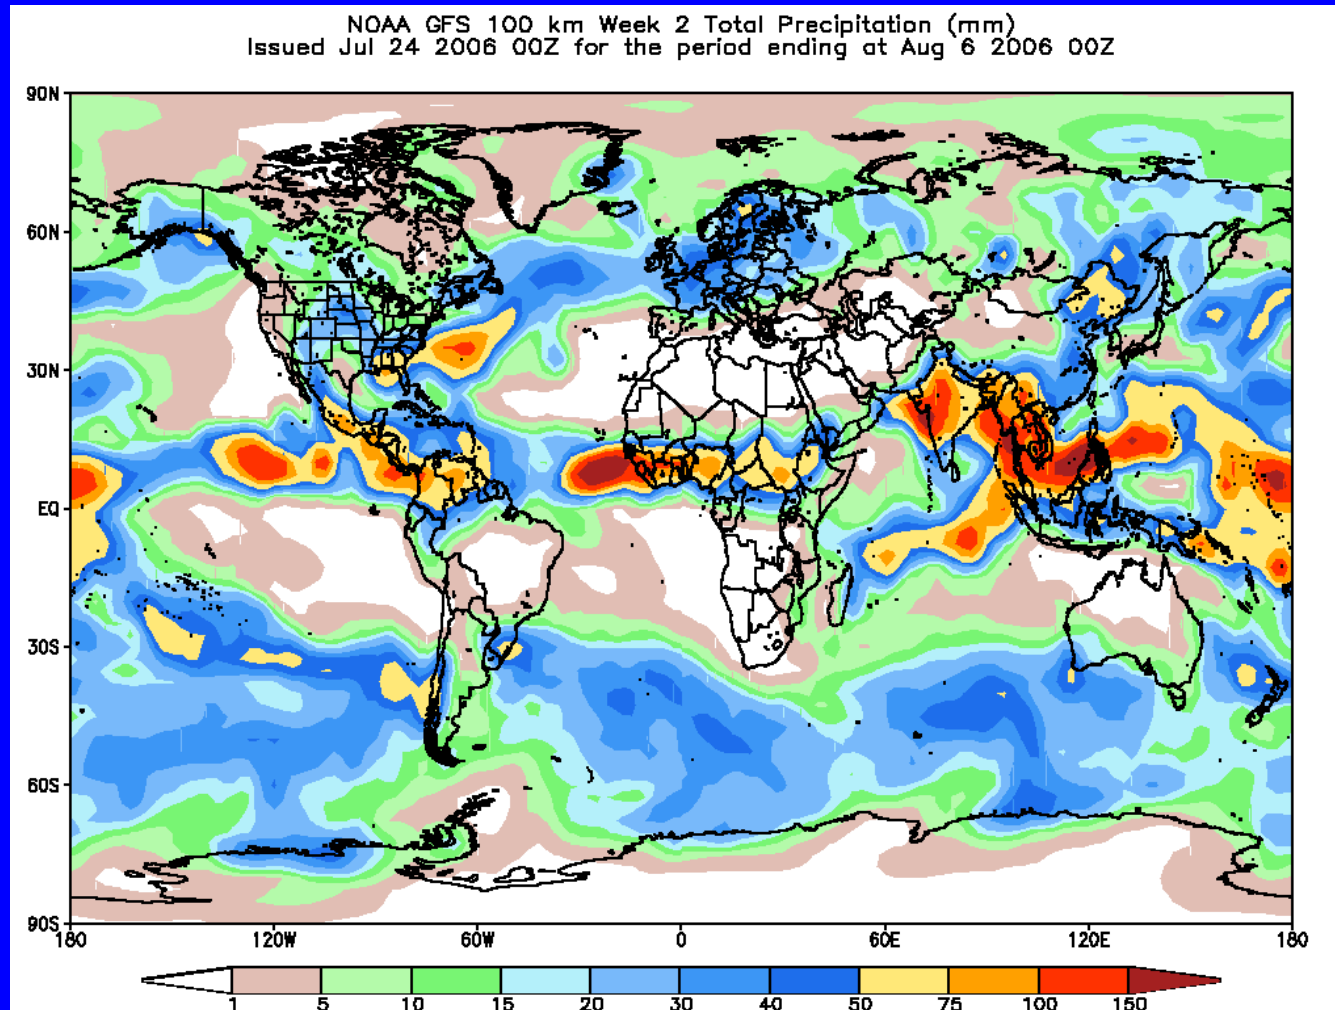 NOAA GFS 100 km Week 2 Total Precipitation (mm)
Issued Jul 24 2006 00Z for the period ending at Aug 6 2006 00Z
90N
60N
30N
EQ
30S
60S
90S
180 120W 60W 0 60E 120E 180
1 5 10 15 20 30 40 50 75 100 150